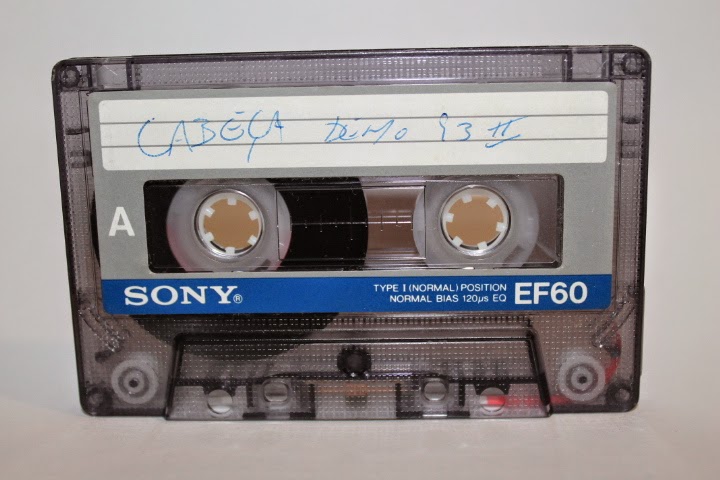 CABEÇA DEMO 93 II
A
SONY®
TYPE I (NORMAL) POSITION
NORMAL BIAS 120µs EQ
EF60